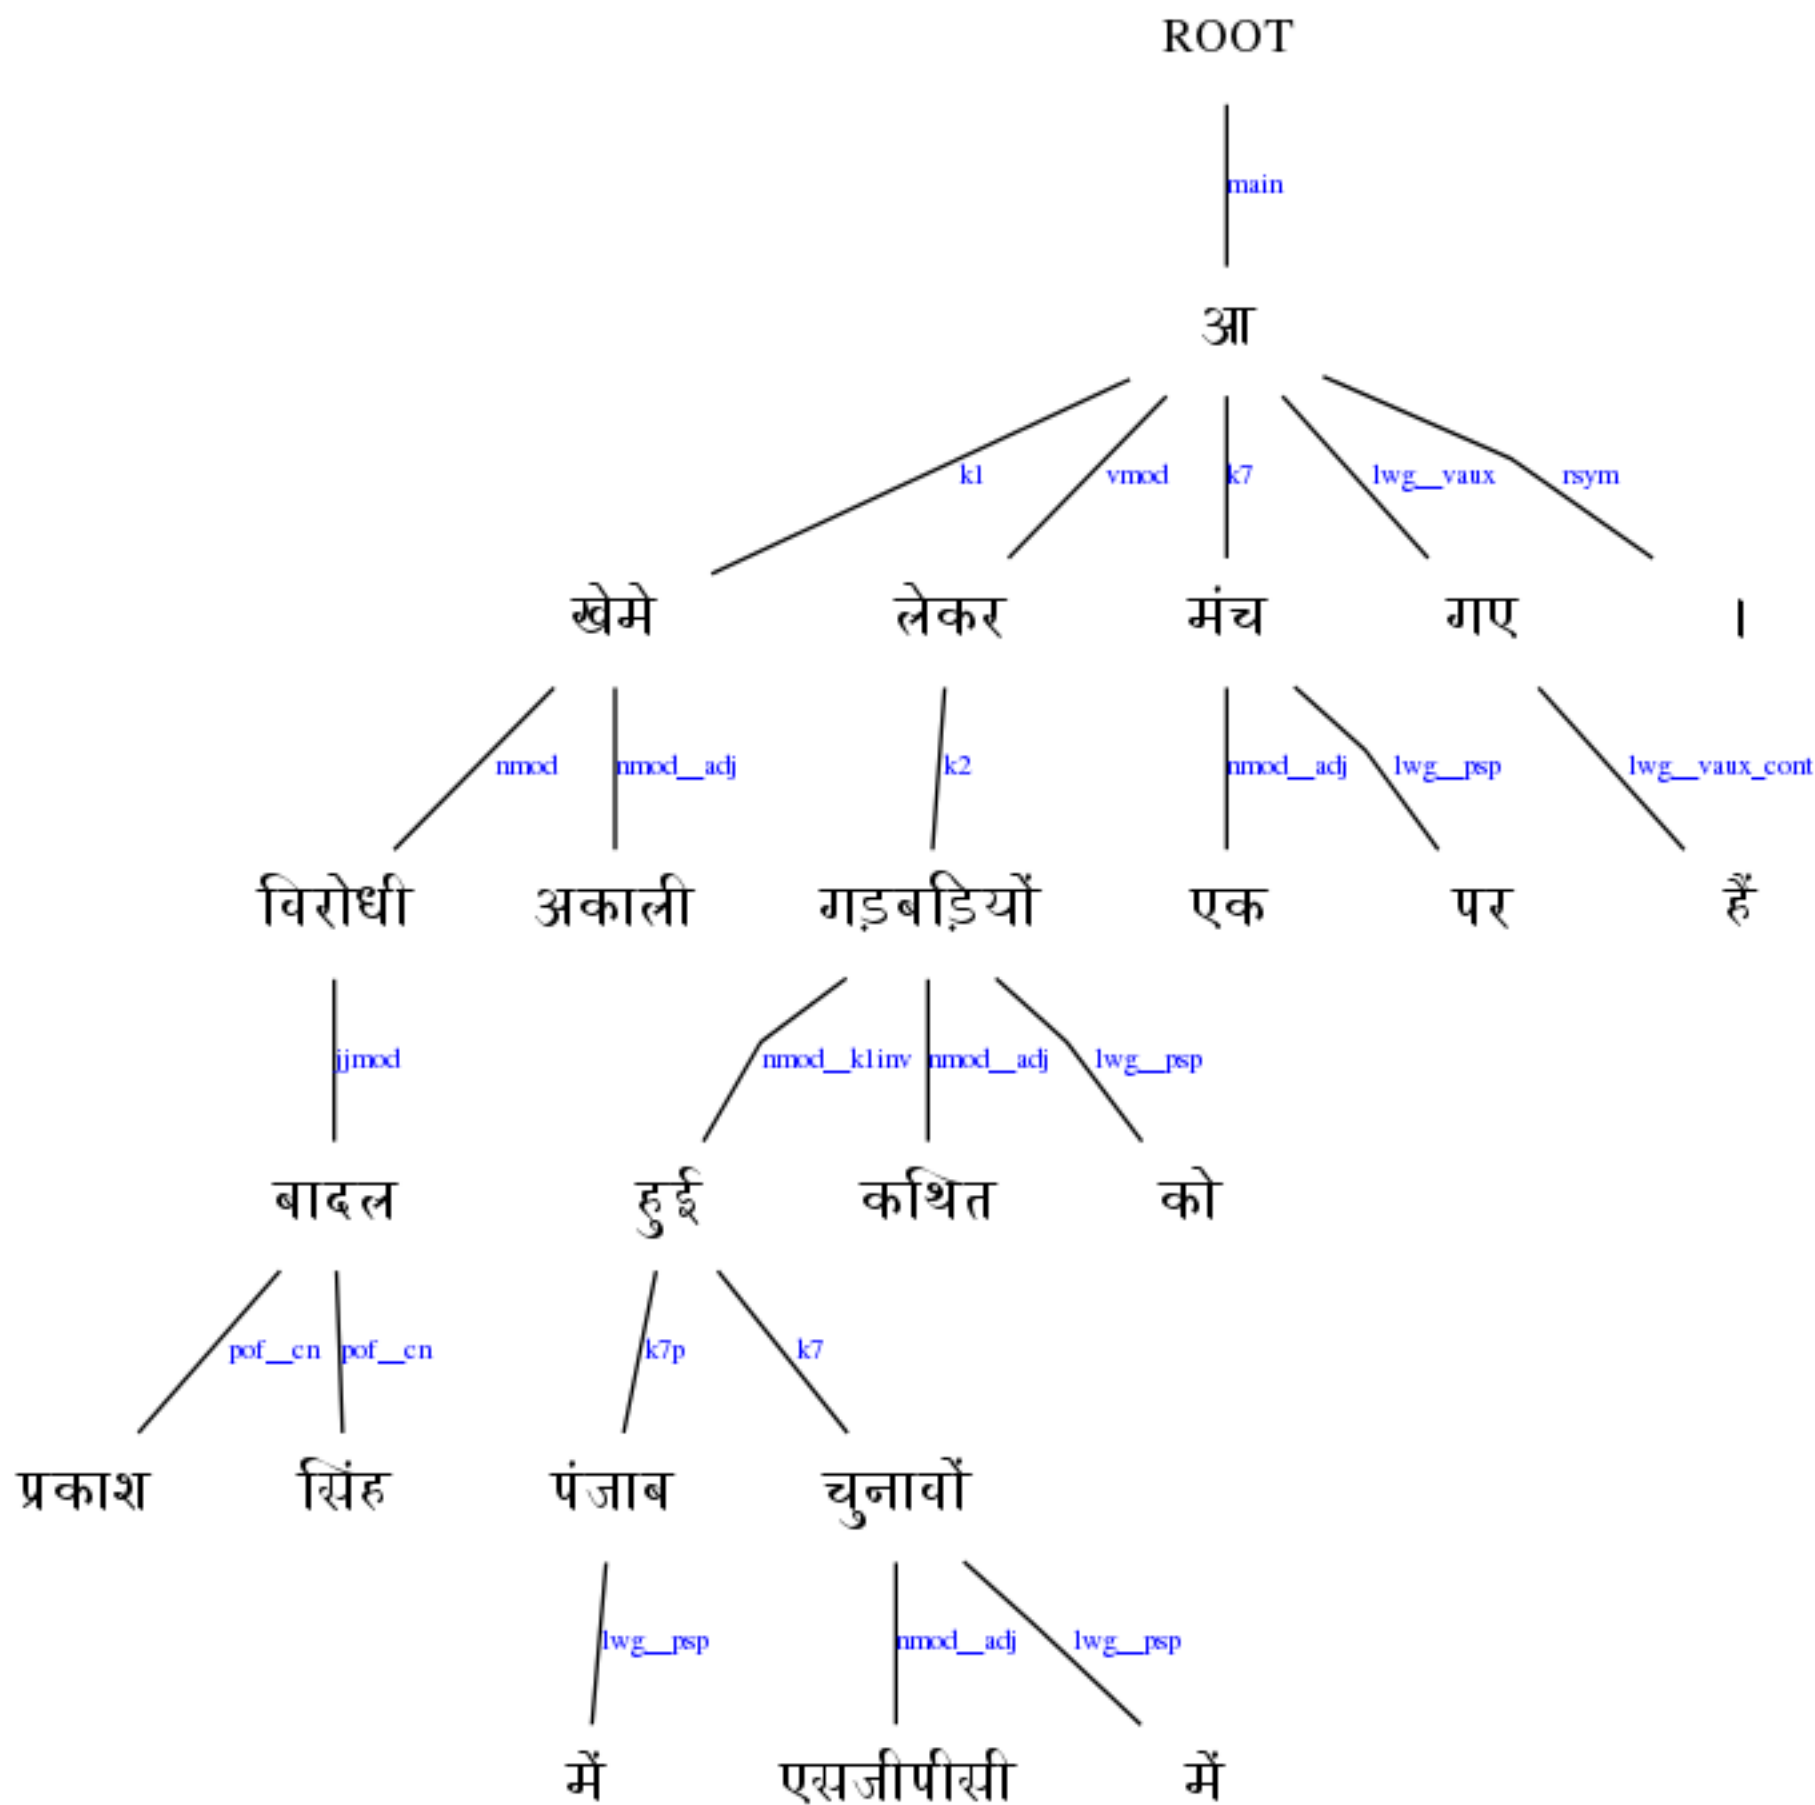 ROOT
main
आ
k1 vmod k7 lwg__vaux rsym
खेमे लेकर मंच गए ।
nmod nmod__adj k2 nmod__adj lwg__psp lwg__vaux_cont
विरोधी अकाली गड़बड़ियों एक पर हैं
jjmod nmod__k1inv nmod__adj lwg__psp
बादल हुई कथित को
pof__cn pof__cn k7p k7
प्रकाश सिंह पंजाब चुनावों
lwg__psp nmod__adj lwg__psp
में एसजीपीसी में